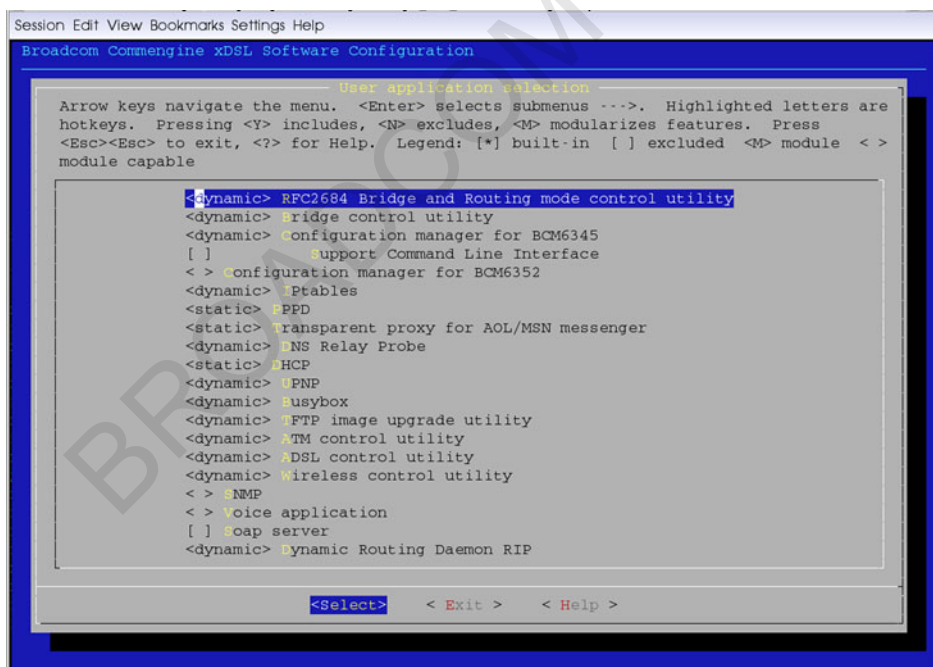 Session Edit View Bookmarks Settings Help
Broadcom Commengine xDSL Software Configuration
User application selection
Arrow keys navigate the menu. <Enter> selects submenus --->. Highlighted letters are
hotkeys. Pressing <Y> includes, <N> excludes, <M> modularizes features. Press
<Esc><Esc> to exit, <?> for Help. Legend: [*] built-in [ ] excluded <M> module < >
module capable
<dynamic> RFC2684 Bridge and Routing mode control utility
<dynamic> Bridge control utility
<dynamic> Configuration manager for BCM6345
[ ] Support Command Line Interface
< > Configuration manager for BCM6352
<dynamic> IPtables
<static> PPPD
<static> Transparent proxy for AOL/MSN messenger
<dynamic> DNS Relay Probe
<static> DHCP
<dynamic> UPNP
<dynamic> Busybox
<dynamic> TFTP image upgrade utility
<dynamic> ATM control utility
<dynamic> ADSL control utility
<dynamic> Wireless control utility
< > SNMP
< > Voice application
[ ] Soap server
<dynamic> Dynamic Routing Daemon RIP
<Select> < Exit > < Help >
BROADCOM